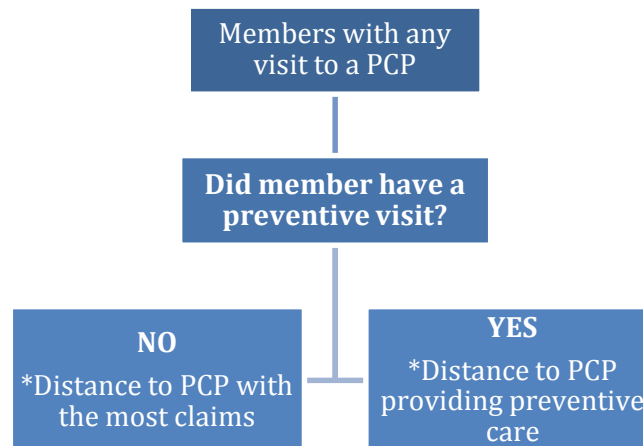 Members with any
visit to a PCP
Did member have a
preventive visit?
NO
*Distance to PCP with
the most claims
YES
*Distance to PCP
providing preventive
care